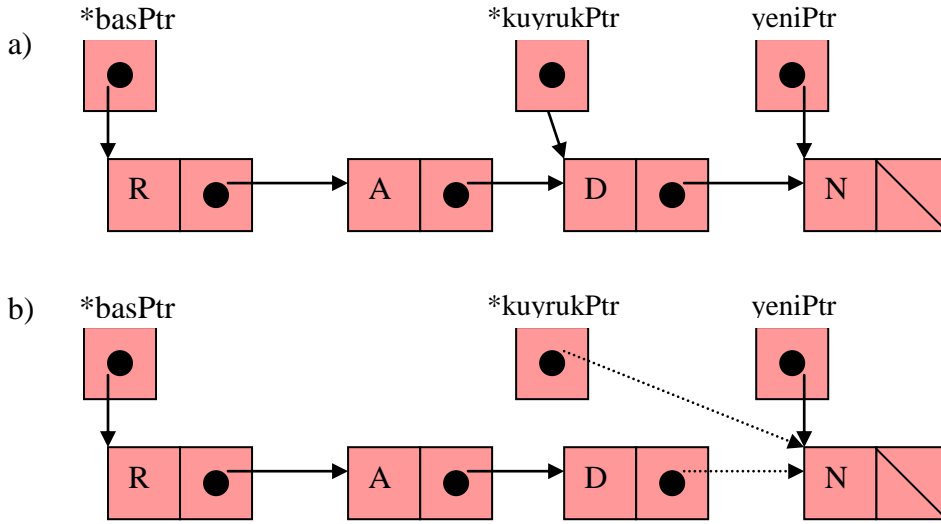 *basPtr *kuyrukPtr yeniPtr
a)
R A D N
b) *basPtr *kuyrukPtr yeniPtr
R A D N